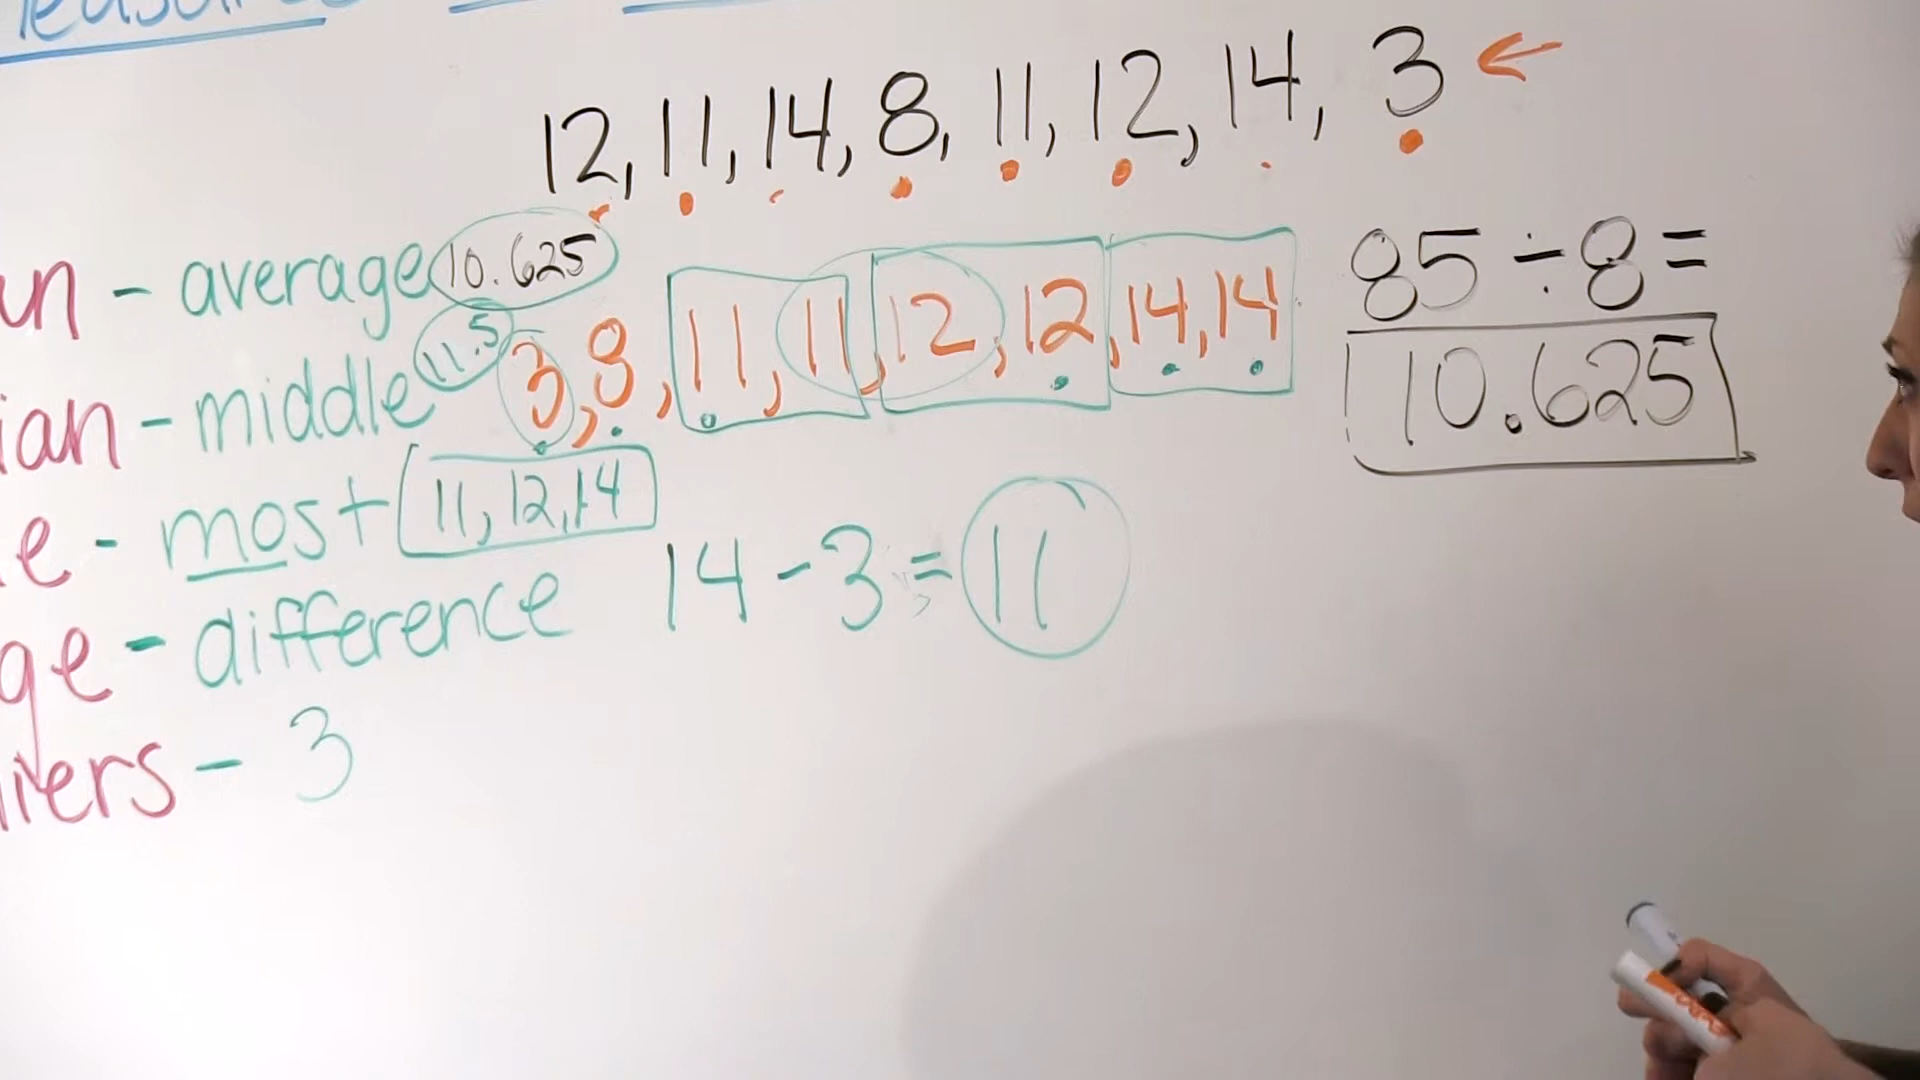 12, 11, 14, 8, 11, 12, 14, 3 ←
un - average 10.625
ian - middle 11.5
3, 8, 11, 11, 12, 12, 14, 14
85 ÷ 8 =
10.625
e - most 11, 12, 14
ge - difference 14 - 3 = 11
iers - 3